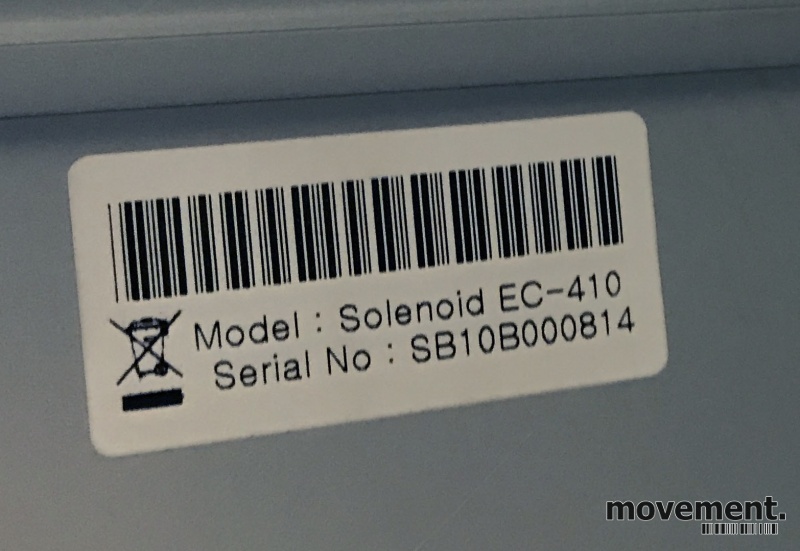 Model : Solenoid EC-410
Serial No : SB10B000814
movement.